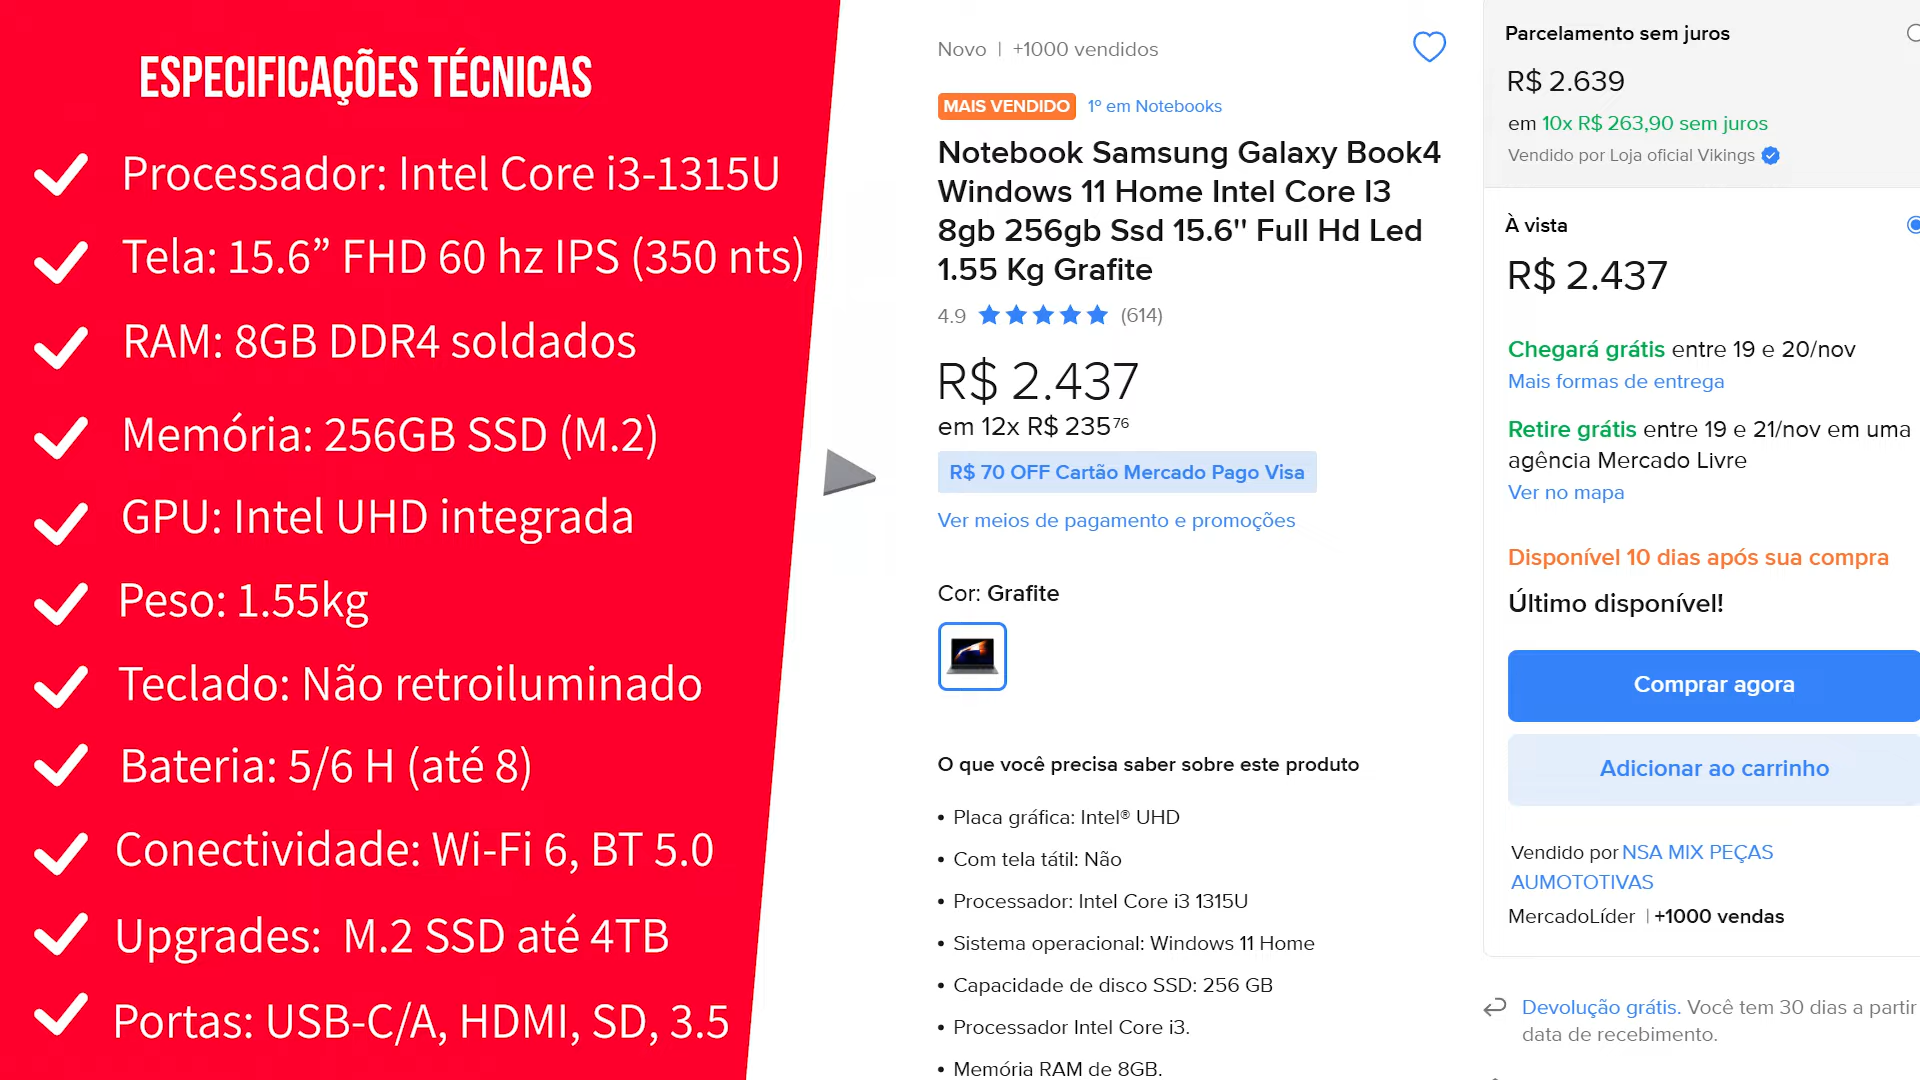 ESPECIFICAÇÕES TÉCNICAS
Processador: Intel Core i3-1315U
Tela: 15.6” FHD 60 hz IPS (350 nts)
RAM: 8GB DDR4 soldados
Memória: 256GB SSD (M.2)
GPU: Intel UHD integrada
Peso: 1.55kg
Teclado: Não retroiluminado
Bateria: 5/6 H (até 8)
Conectividade: Wi-Fi 6, BT 5.0
Upgrades:  M.2 SSD até 4TB
Portas: USB-C/A, HDMI, SD, 3.5
Novo | +1000 vendidos
MAIS VENDIDO 1º em Notebooks
Notebook Samsung Galaxy Book4
Windows 11 Home Intel Core I3
8gb 256gb Ssd 15.6'' Full Hd Led
1.55 Kg Grafite
4.9 (614)
R$ 2.437
em 12x R$ 235⁷⁶
R$ 70 OFF Cartão Mercado Pago Visa
Ver meios de pagamento e promoções
Cor: Grafite
O que você precisa saber sobre este produto
• Placa gráfica: Intel® UHD
• Com tela tátil: Não
• Processador: Intel Core i3 1315U
• Sistema operacional: Windows 11 Home
• Capacidade de disco SSD: 256 GB
• Processador Intel Core i3.
• Memória RAM de 8GB.
Parcelamento sem juros
R$ 2.639
em 10x R$ 263,90 sem juros
Vendido por Loja oficial Vikings
À vista
R$ 2.437
Chegará grátis entre 19 e 20/nov
Mais formas de entrega
Retire grátis entre 19 e 21/nov em uma
agência Mercado Livre
Ver no mapa
Disponível 10 dias após sua compra
Último disponível!
Comprar agora
Adicionar ao carrinho
Vendido por NSA MIX PEÇAS
AUMOTOTIVAS
MercadoLíder | +1000 vendas
Devolução grátis. Você tem 30 dias a partir
data de recebimento.